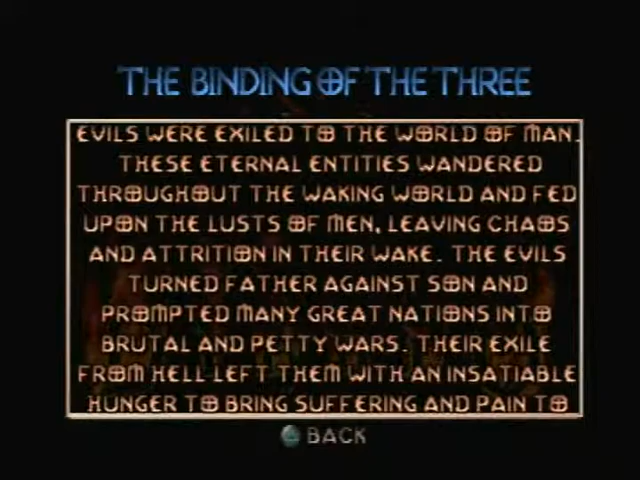 THE BINDING OF THE THREE
EVILS WERE EXILED TO THE WORLD OF MAN.
THESE ETERNAL ENTITIES WANDERED
THROUGHOUT THE WAKING WORLD AND FED
UPON THE LUSTS OF MEN, LEAVING CHAOS
AND ATTRITION IN THEIR WAKE. THE EVILS
TURNED FATHER AGAINST SON AND
PROMPTED MANY GREAT NATIONS INTO
BRUTAL AND PETTY WARS. THEIR EXILE
FROM HELL LEFT THEM WITH AN INSATIABLE
HUNGER TO BRING SUFFERING AND PAIN TO
BACK